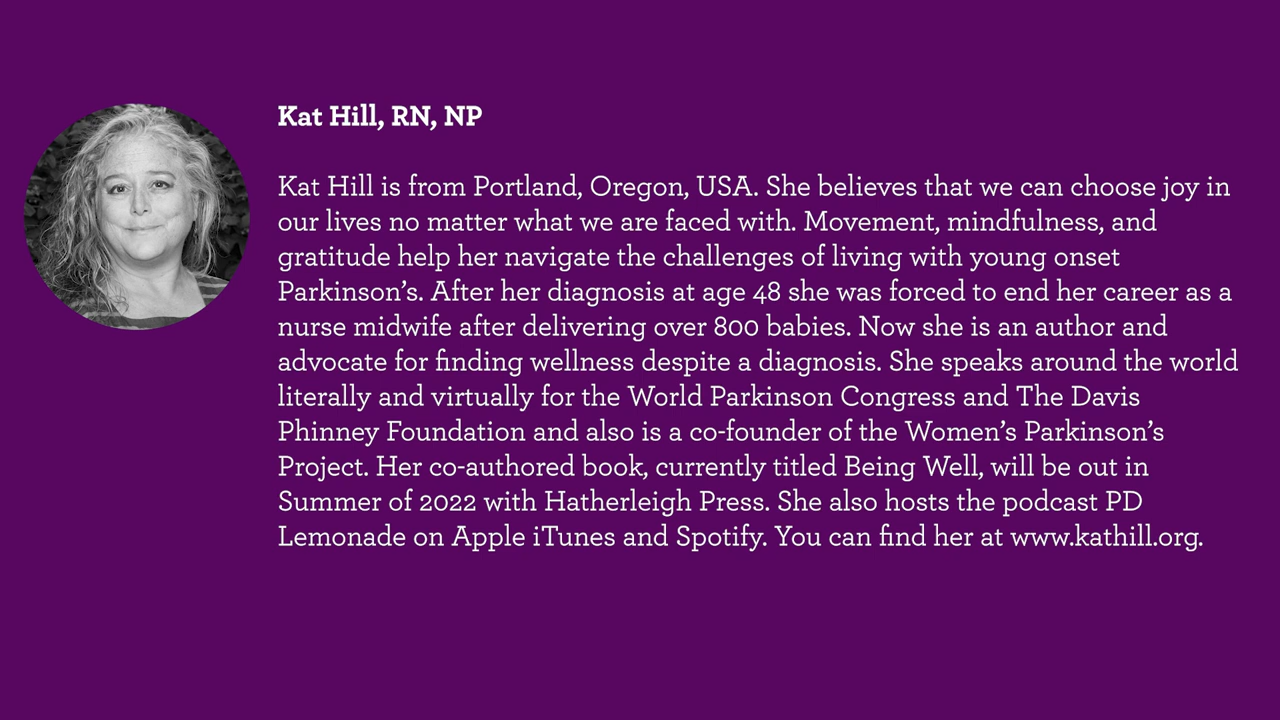 Kat Hill, RN, NP
Kat Hill is from Portland, Oregon, USA. She believes that we can choose joy in
our lives no matter what we are faced with. Movement, mindfulness, and
gratitude help her navigate the challenges of living with young onset
Parkinson’s. After her diagnosis at age 48 she was forced to end her career as a
nurse midwife after delivering over 800 babies. Now she is an author and
advocate for finding wellness despite a diagnosis. She speaks around the world
literally and virtually for the World Parkinson Congress and The Davis
Phinney Foundation and also is a co-founder of the Women’s Parkinson’s
Project. Her co-authored book, currently titled Being Well, will be out in
Summer of 2022 with Hatherleigh Press. She also hosts the podcast PD
Lemonade on Apple iTunes and Spotify. You can find her at www.kathill.org.